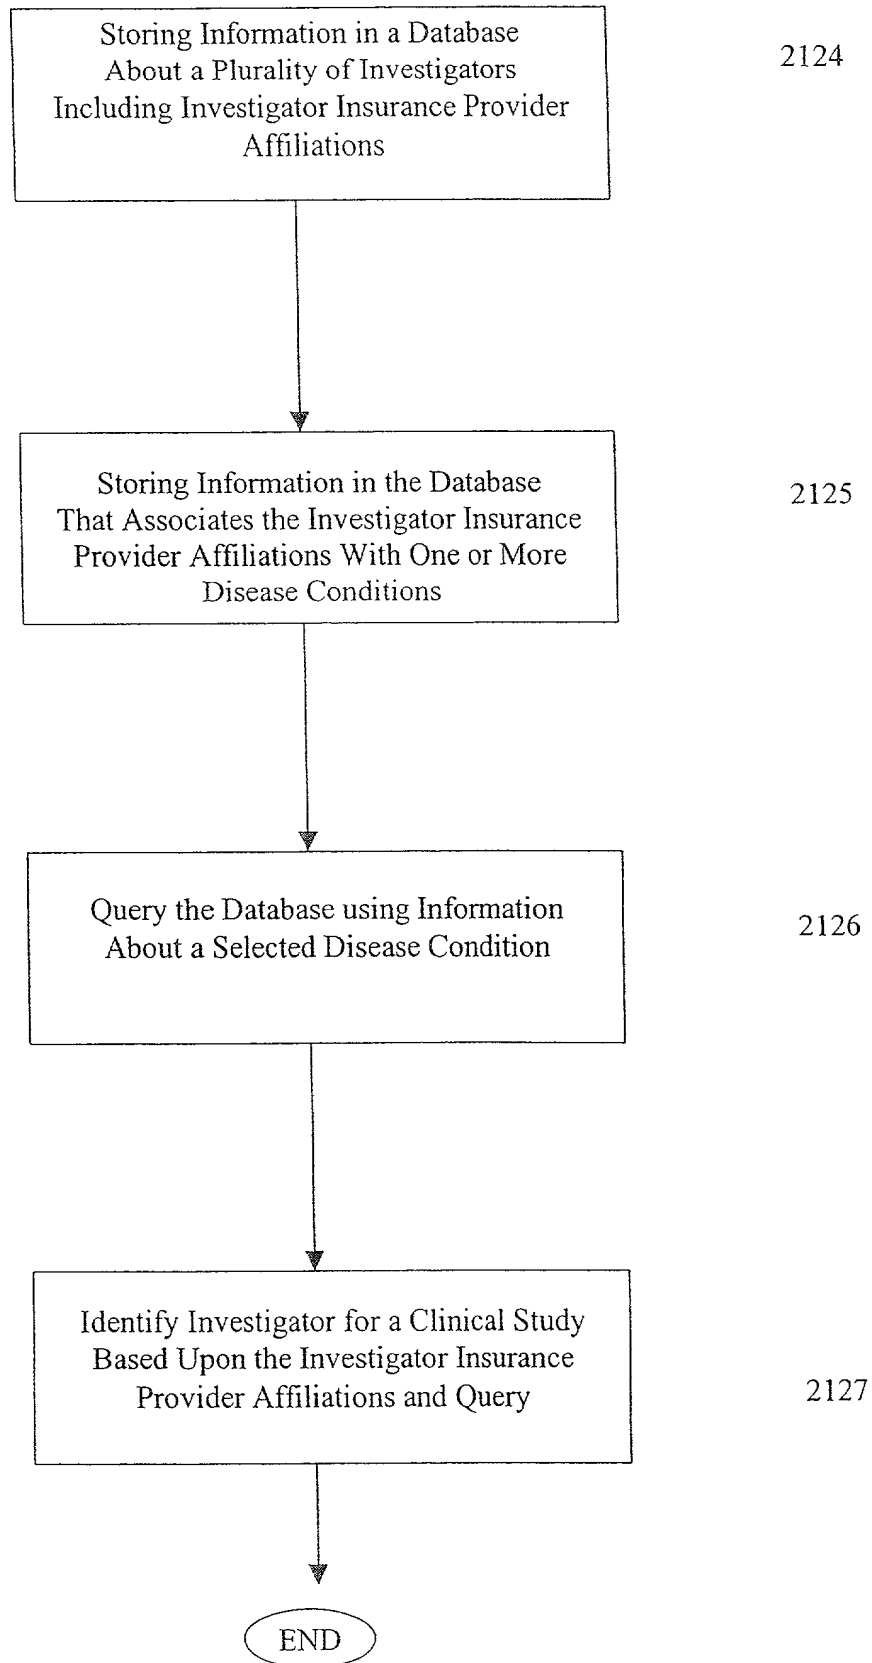 Storing Information in a Database
About a Plurality of Investigators
Including Investigator Insurance Provider
Affiliations
2124
Storing Information in the Database
That Associates the Investigator Insurance
Provider Affiliations With One or More
Disease Conditions
2125
Query the Database using Information
About a Selected Disease Condition
2126
Identify Investigator for a Clinical Study
Based Upon the Investigator Insurance
Provider Affiliations and Query
2127
END